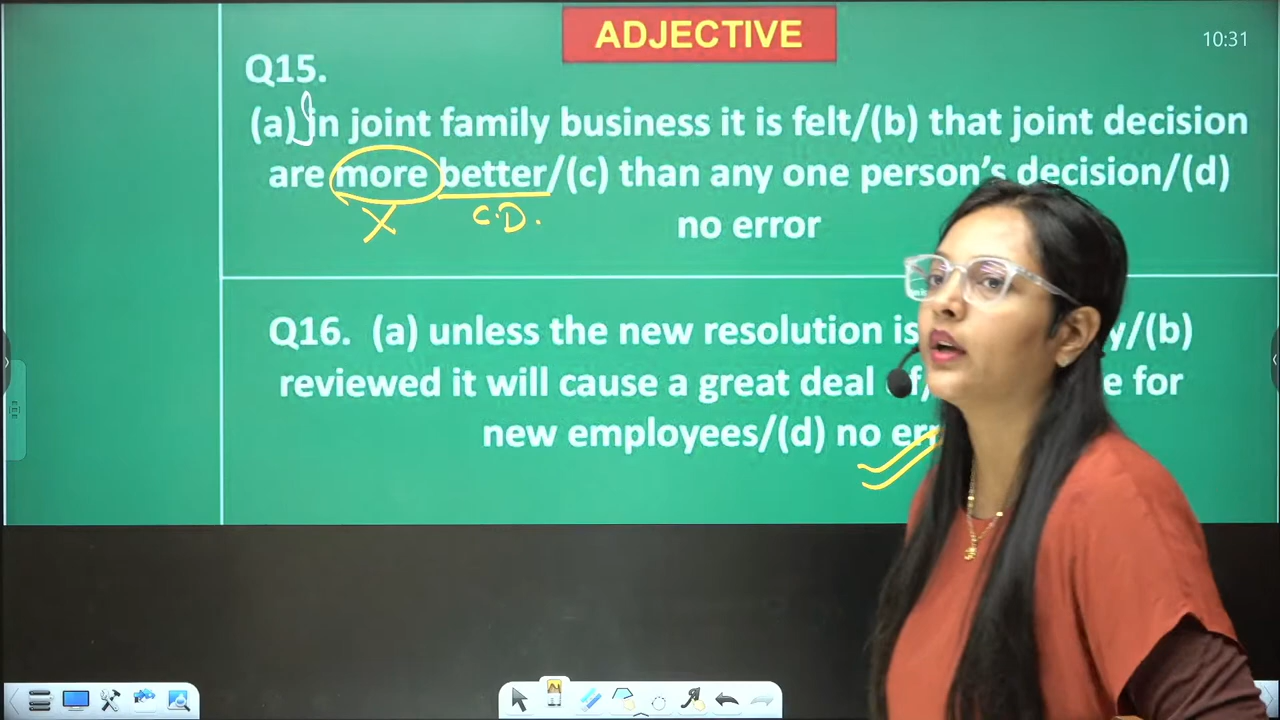 ADJECTIVE
10:31
Q15.
(a) In joint family business it is felt/(b) that joint decision
are more better/(c) than any one person's decision/(d)
X C.D.
no error
Q16. (a) unless the new resolution is y/(b)
reviewed it will cause a great deal for
new employees/(d) no